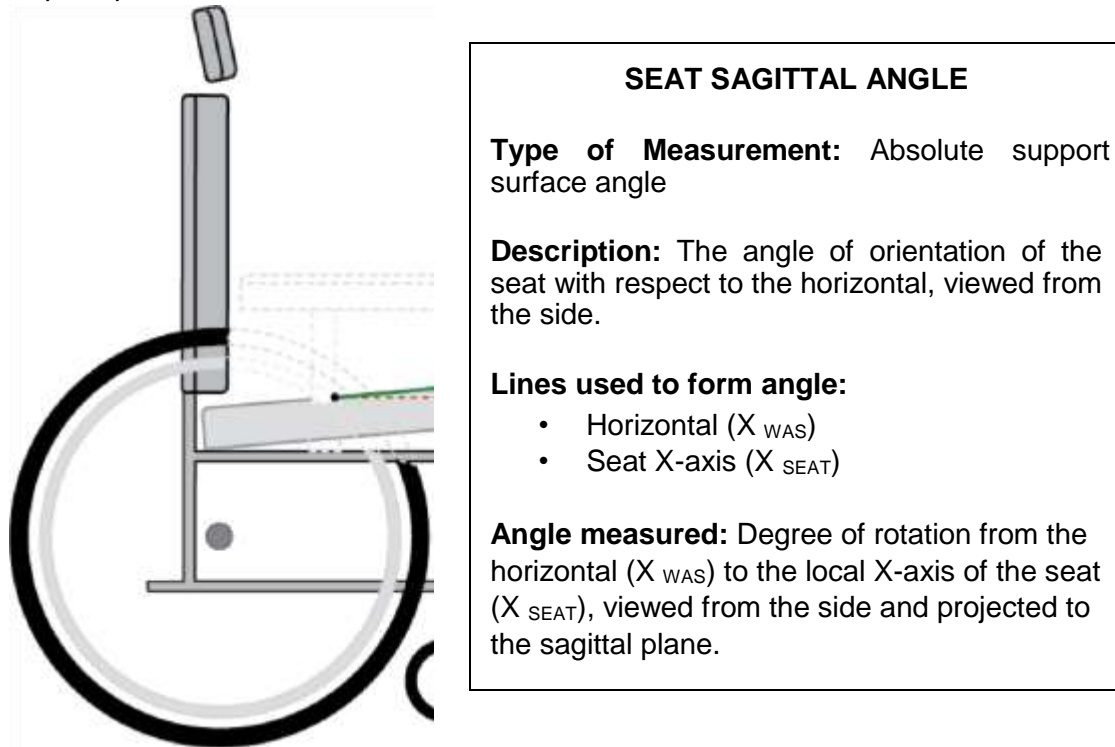 SEAT SAGITTAL ANGLE
Type of Measurement: Absolute support
surface angle
Description: The angle of orientation of the
seat with respect to the horizontal, viewed from
the side.
Lines used to form angle:
• Horizontal (X WAS)
• Seat X-axis (X SEAT)
Angle measured: Degree of rotation from the
horizontal (X WAS) to the local X-axis of the seat
(X SEAT), viewed from the side and projected to
the sagittal plane.